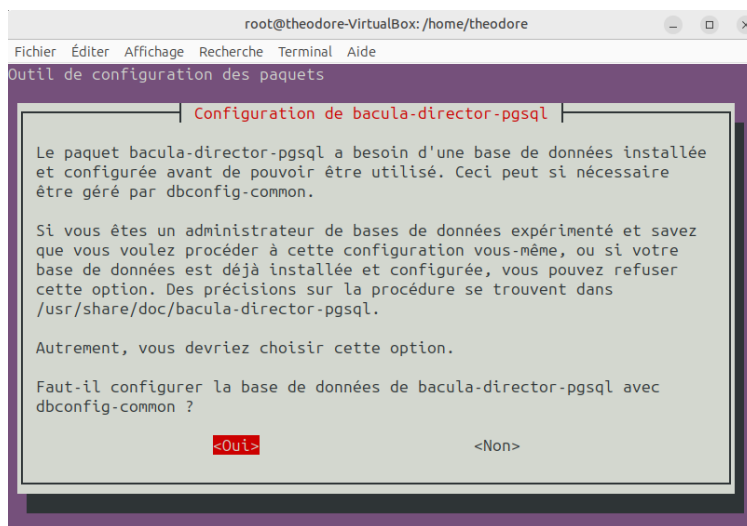 root@theodore-VirtualBox: /home/theodore
Fichier Éditer Affichage Recherche Terminal Aide
Outil de configuration des paquets
Configuration de bacula-director-pgsql
Le paquet bacula-director-pgsql a besoin d'une base de données installée
et configurée avant de pouvoir être utilisé. Ceci peut si nécessaire
être géré par dbconfig-common.
Si vous êtes un administrateur de bases de données expérimenté et savez
que vous voulez procéder à cette configuration vous-même, ou si votre
base de données est déjà installée et configurée, vous pouvez refuser
cette option. Des précisions sur la procédure se trouvent dans
/usr/share/doc/bacula-director-pgsql.
Autrement, vous devriez choisir cette option.
Faut-il configurer la base de données de bacula-director-pgsql avec
dbconfig-common ?
<Oui> <Non>